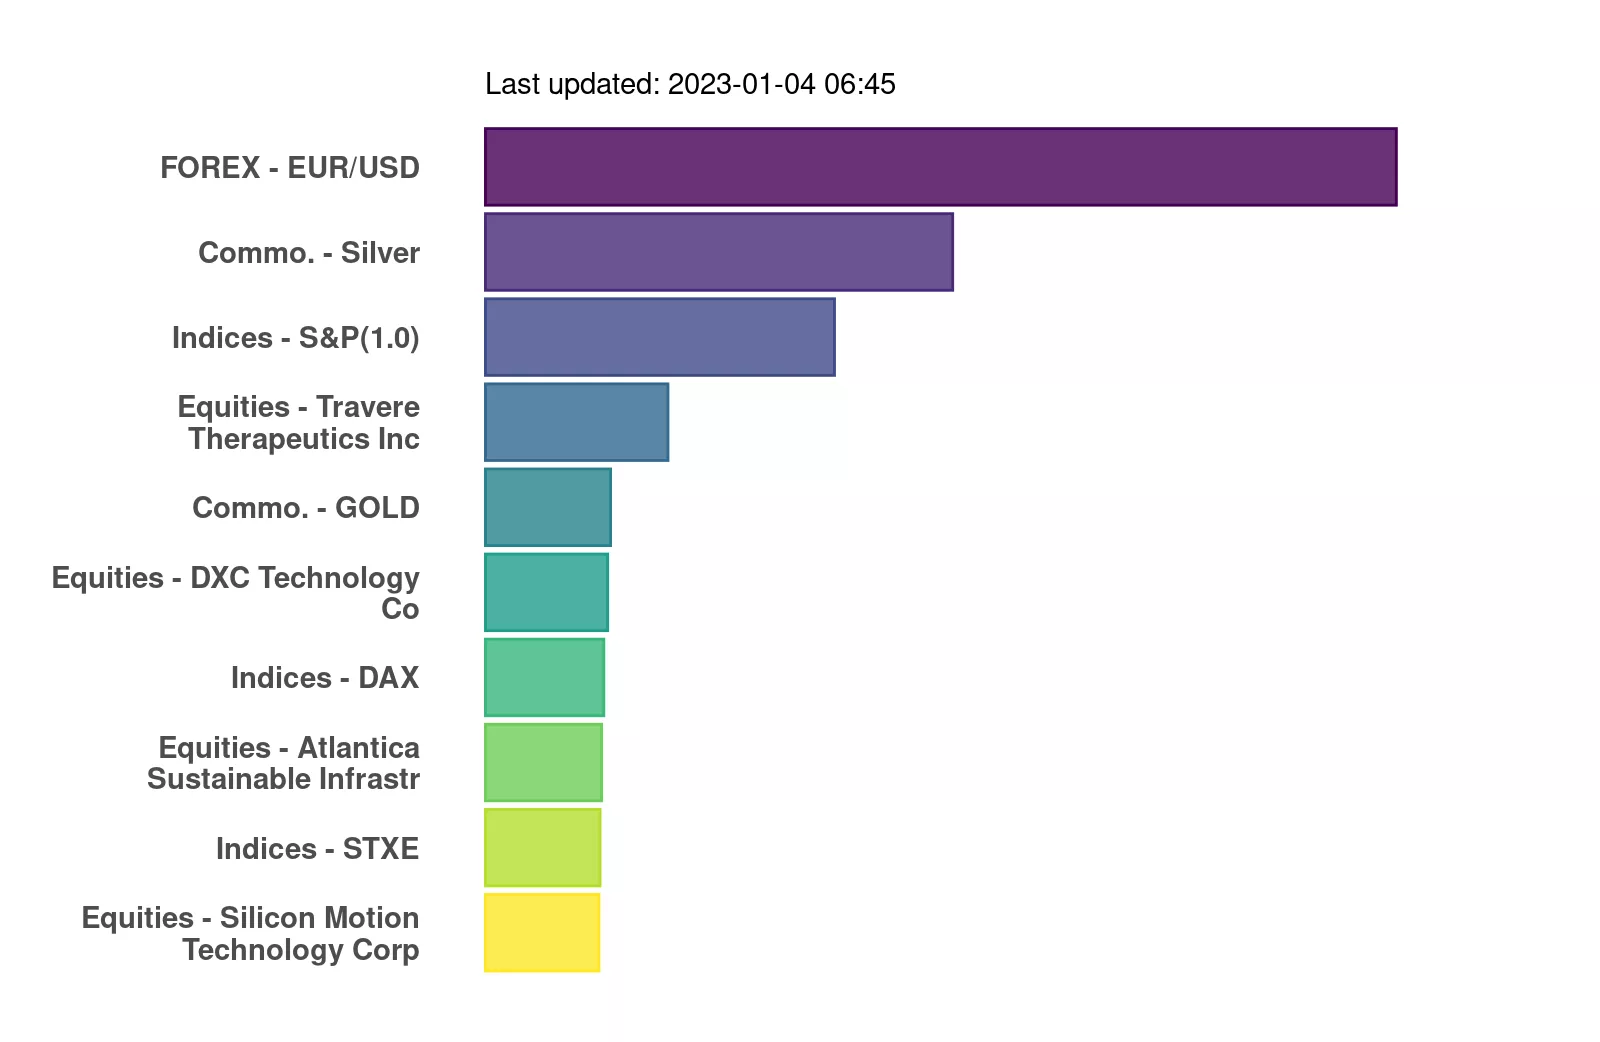 Last updated: 2023-01-04 06:45
FOREX - EUR/USD
Commo. - Silver
Indices - S&P(1.0)
Equities - Travere
Therapeutics Inc
Commo. - GOLD
Equities - DXC Technology
Co
Indices - DAX
Equities - Atlantica
Sustainable Infrastr
Indices - STXE
Equities - Silicon Motion
Technology Corp